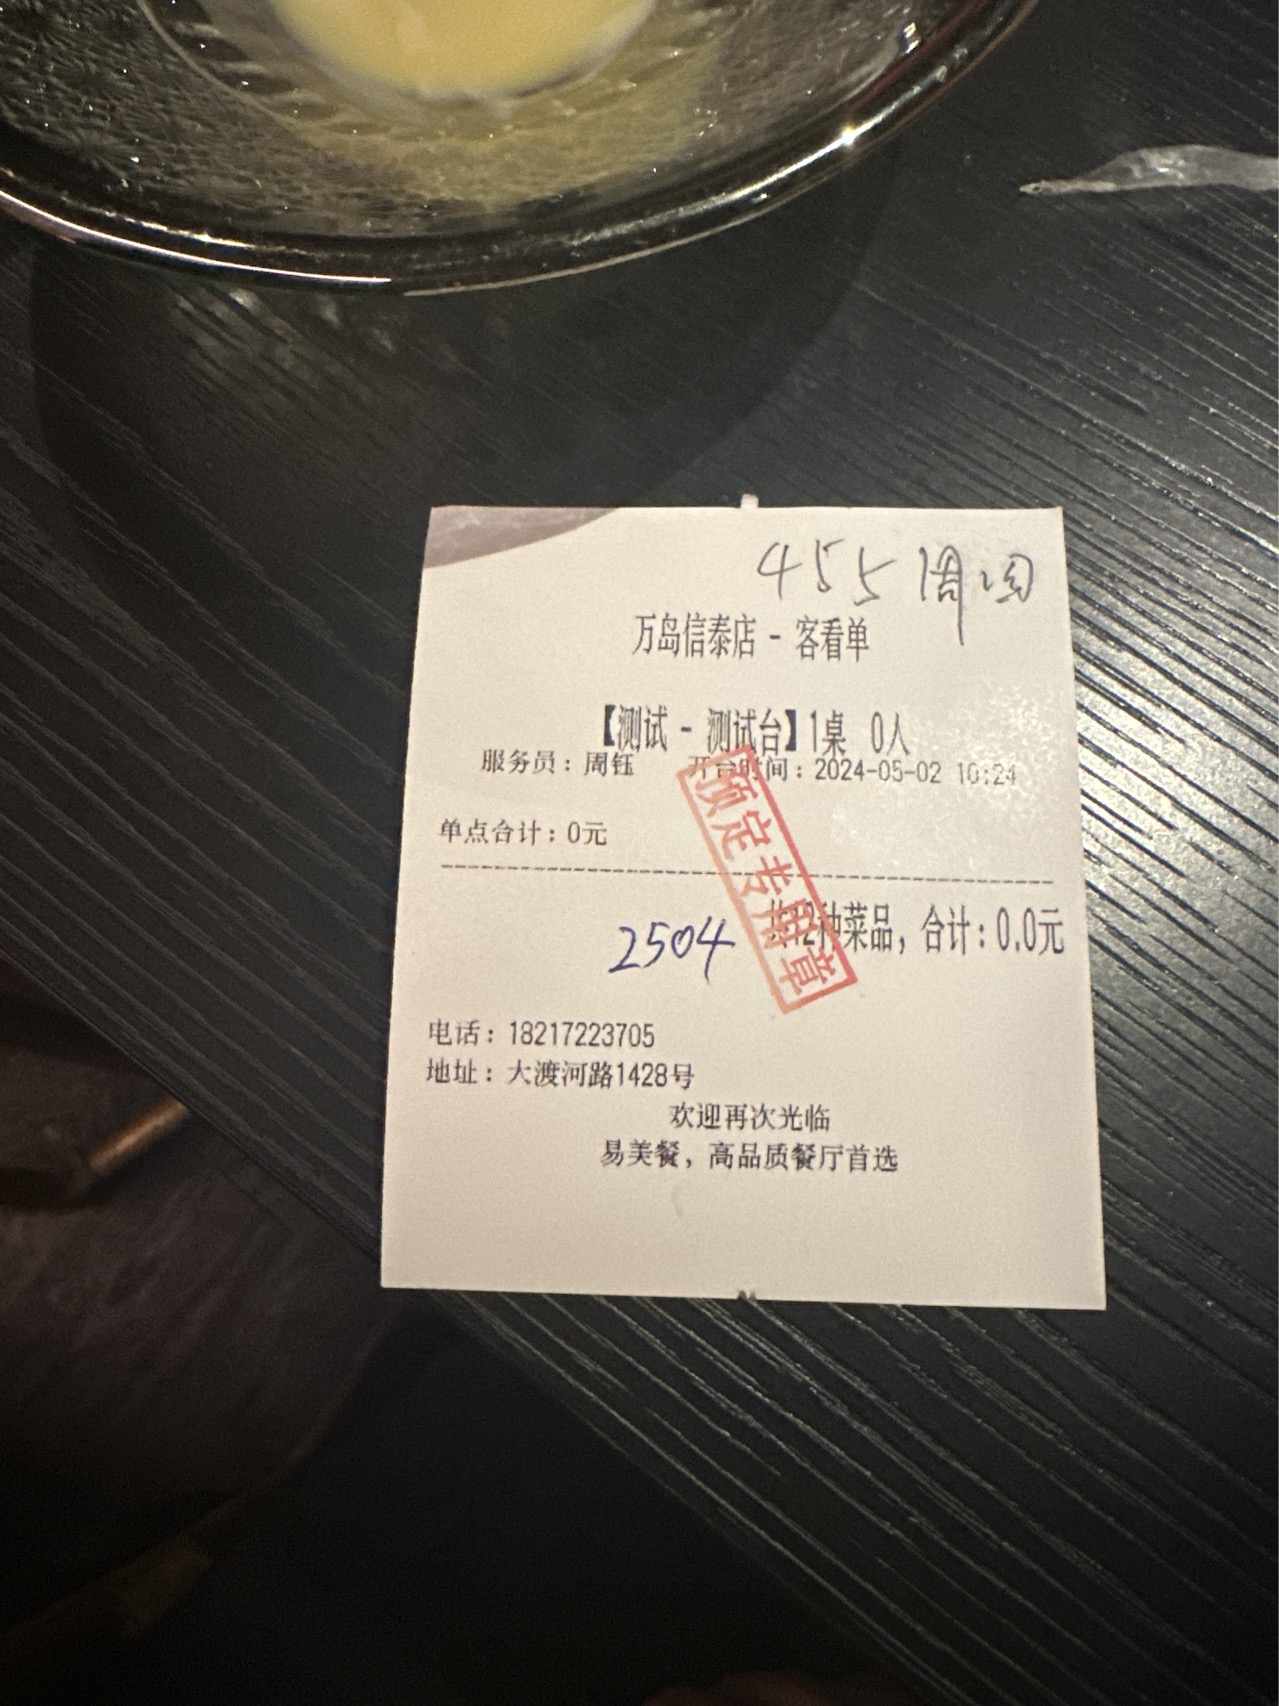 455 周
万岛信泰店 - 客看单
【测试 - 测试台】1桌 0人
服务员：周钰 开台时间：2024-05-02 10:24
单点合计：0元
预定专用章
2504
共12种菜品，合计：0.0元
电话：18217223705
地址：大渡河路1428号
欢迎再次光临
易美餐，高品质餐厅首选